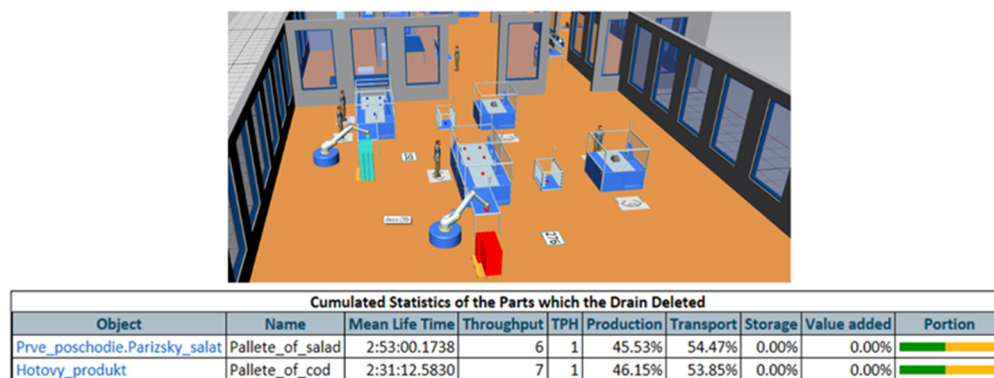 276
Cumulated Statistics of the Parts which the Drain Deleted
Object Name Mean Life Time Throughput TPH Production Transport Storage Value added Portion
Prve_poschodie.Parizsky_salat Pallete_of_salad 2:53:00.1738 6 1 45.53% 54.47% 0.00% 0.00%
Hotovy_produkt Pallete_of_cod 2:31:12.5830 7 1 46.15% 53.85% 0.00% 0.00%